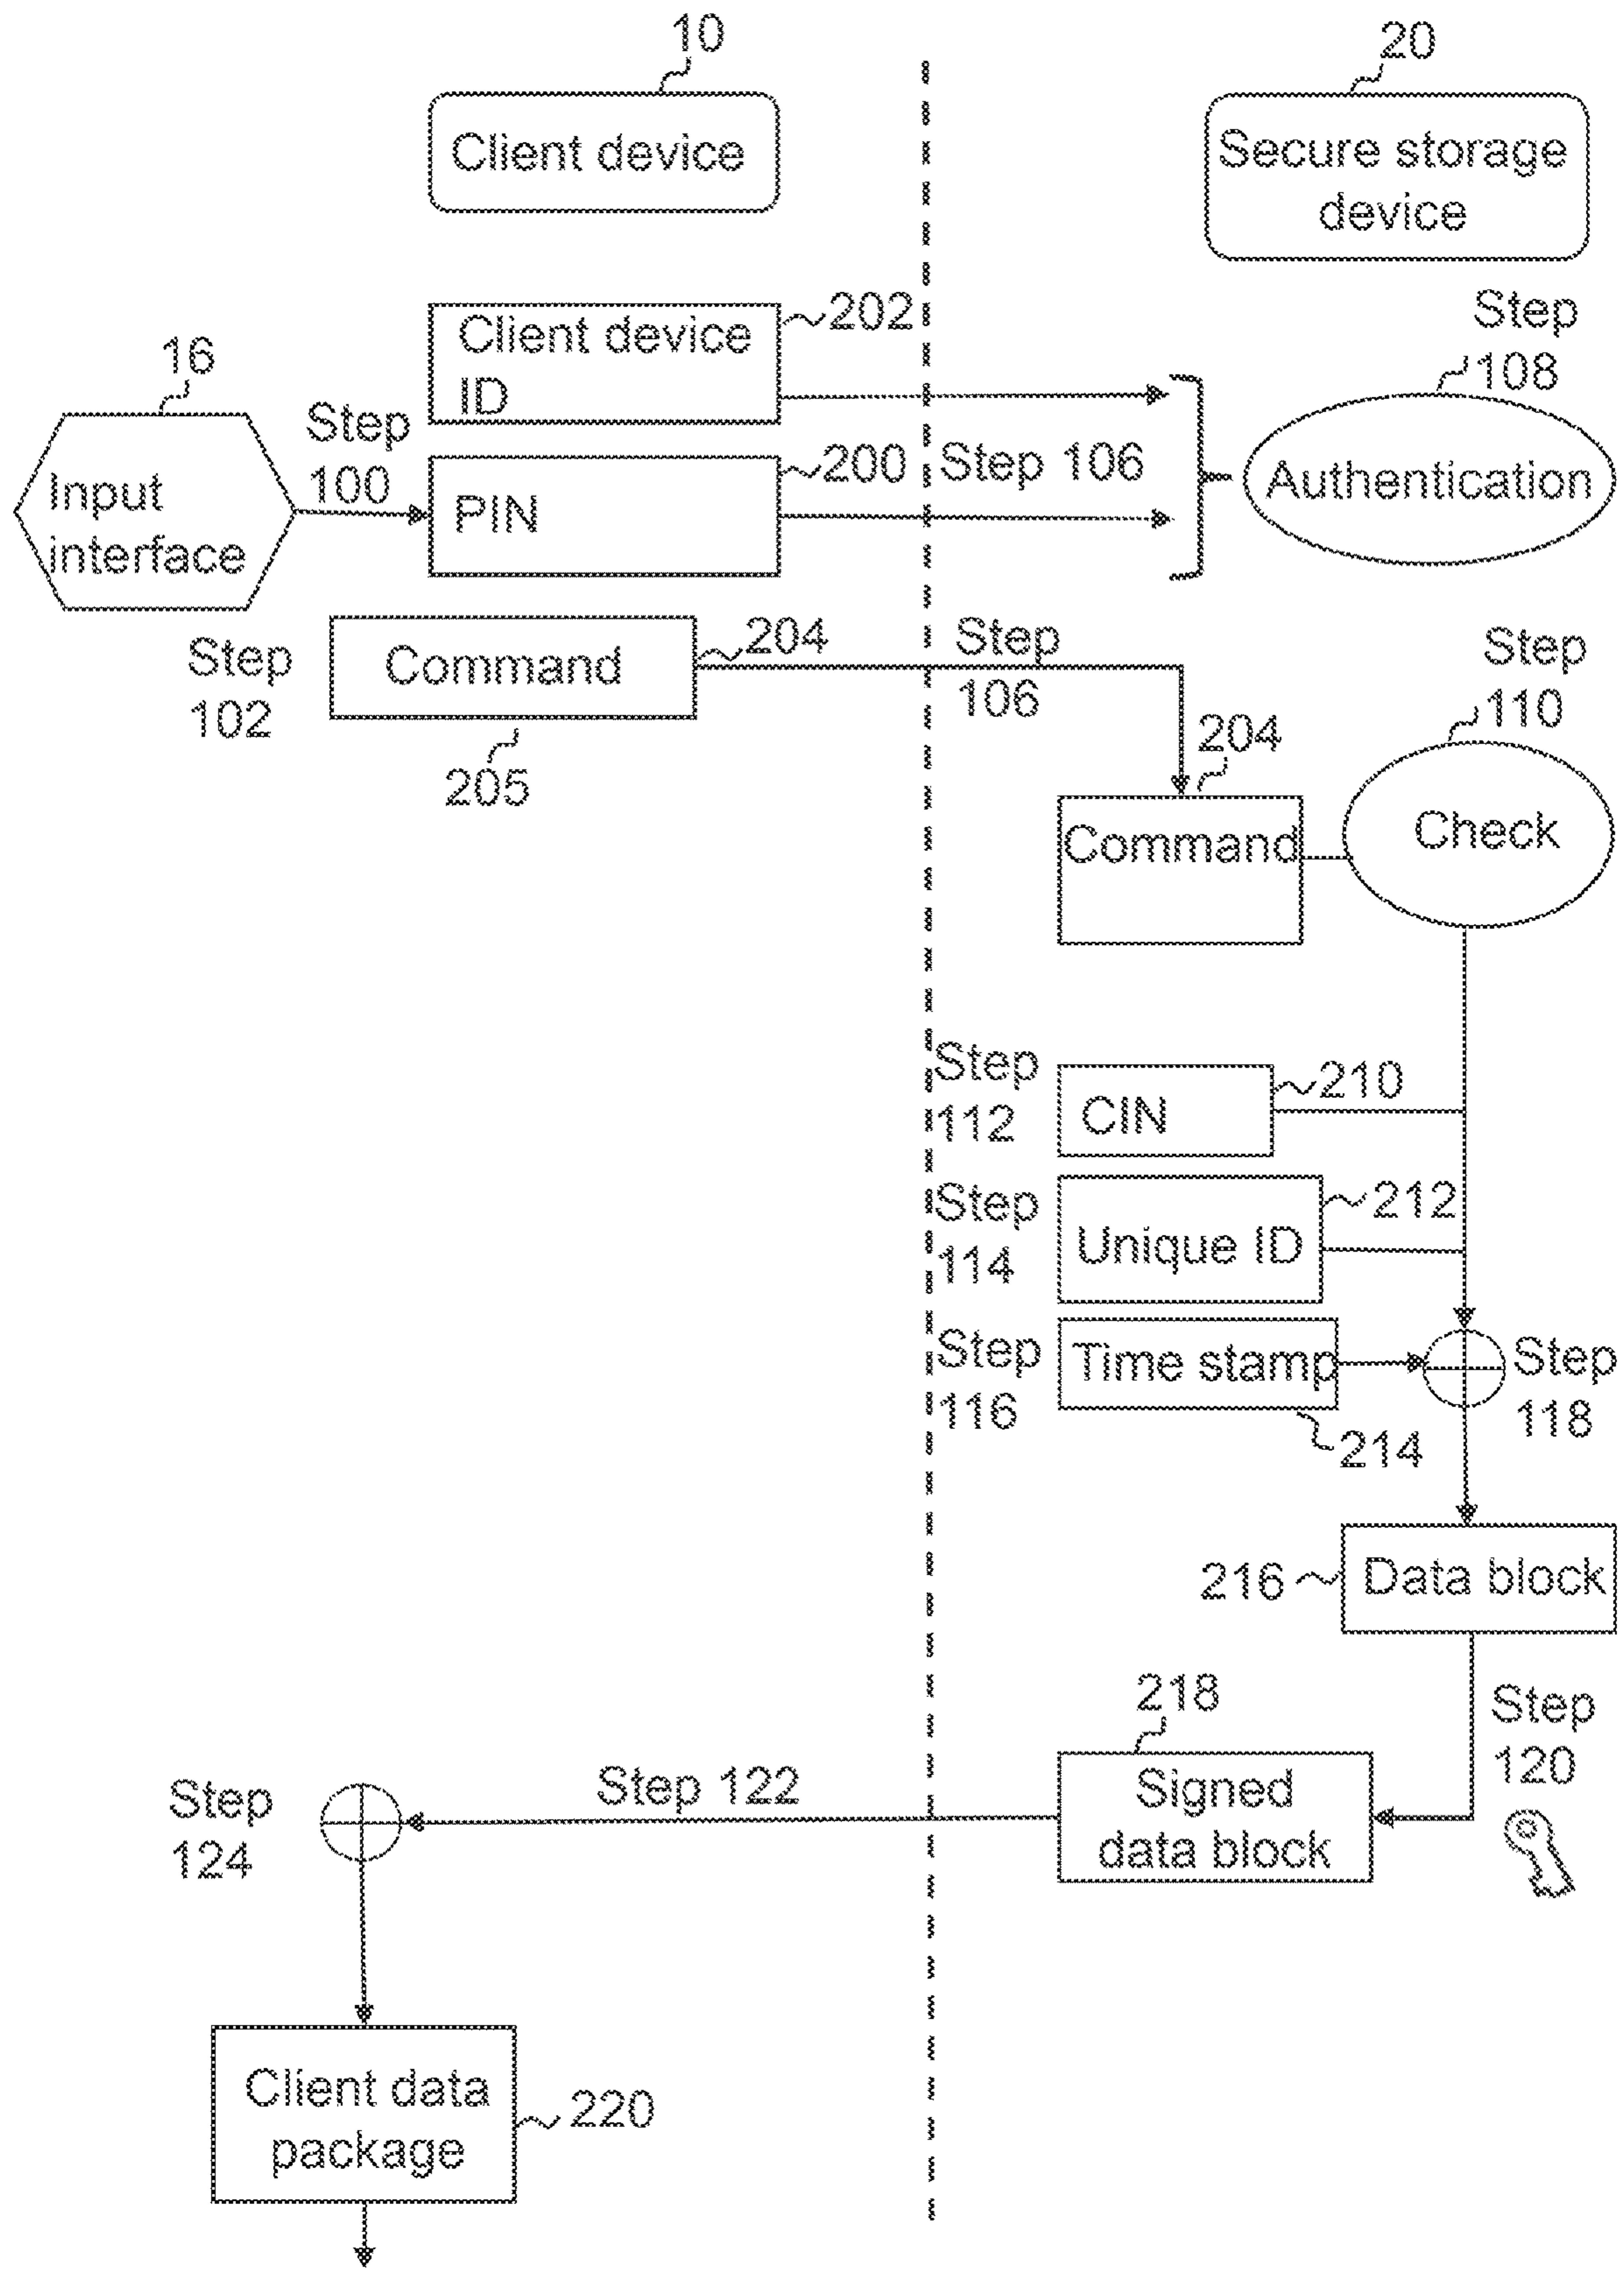 10
Client device
20
Secure storage
device
202
Client device
ID
Step
108
16
Step
100
Input
interface
200
PIN
Step 106
Authentication
Step
102
Command
204
205
Step
106
Step
110
204
Command
Check
Step
112
CIN
210
Step
114
Unique ID
212
Step
116
Time stamp
214
Step
118
216
Data block
218
Signed
data block
Step
120
Step 122
Step
124
Client data
package
220